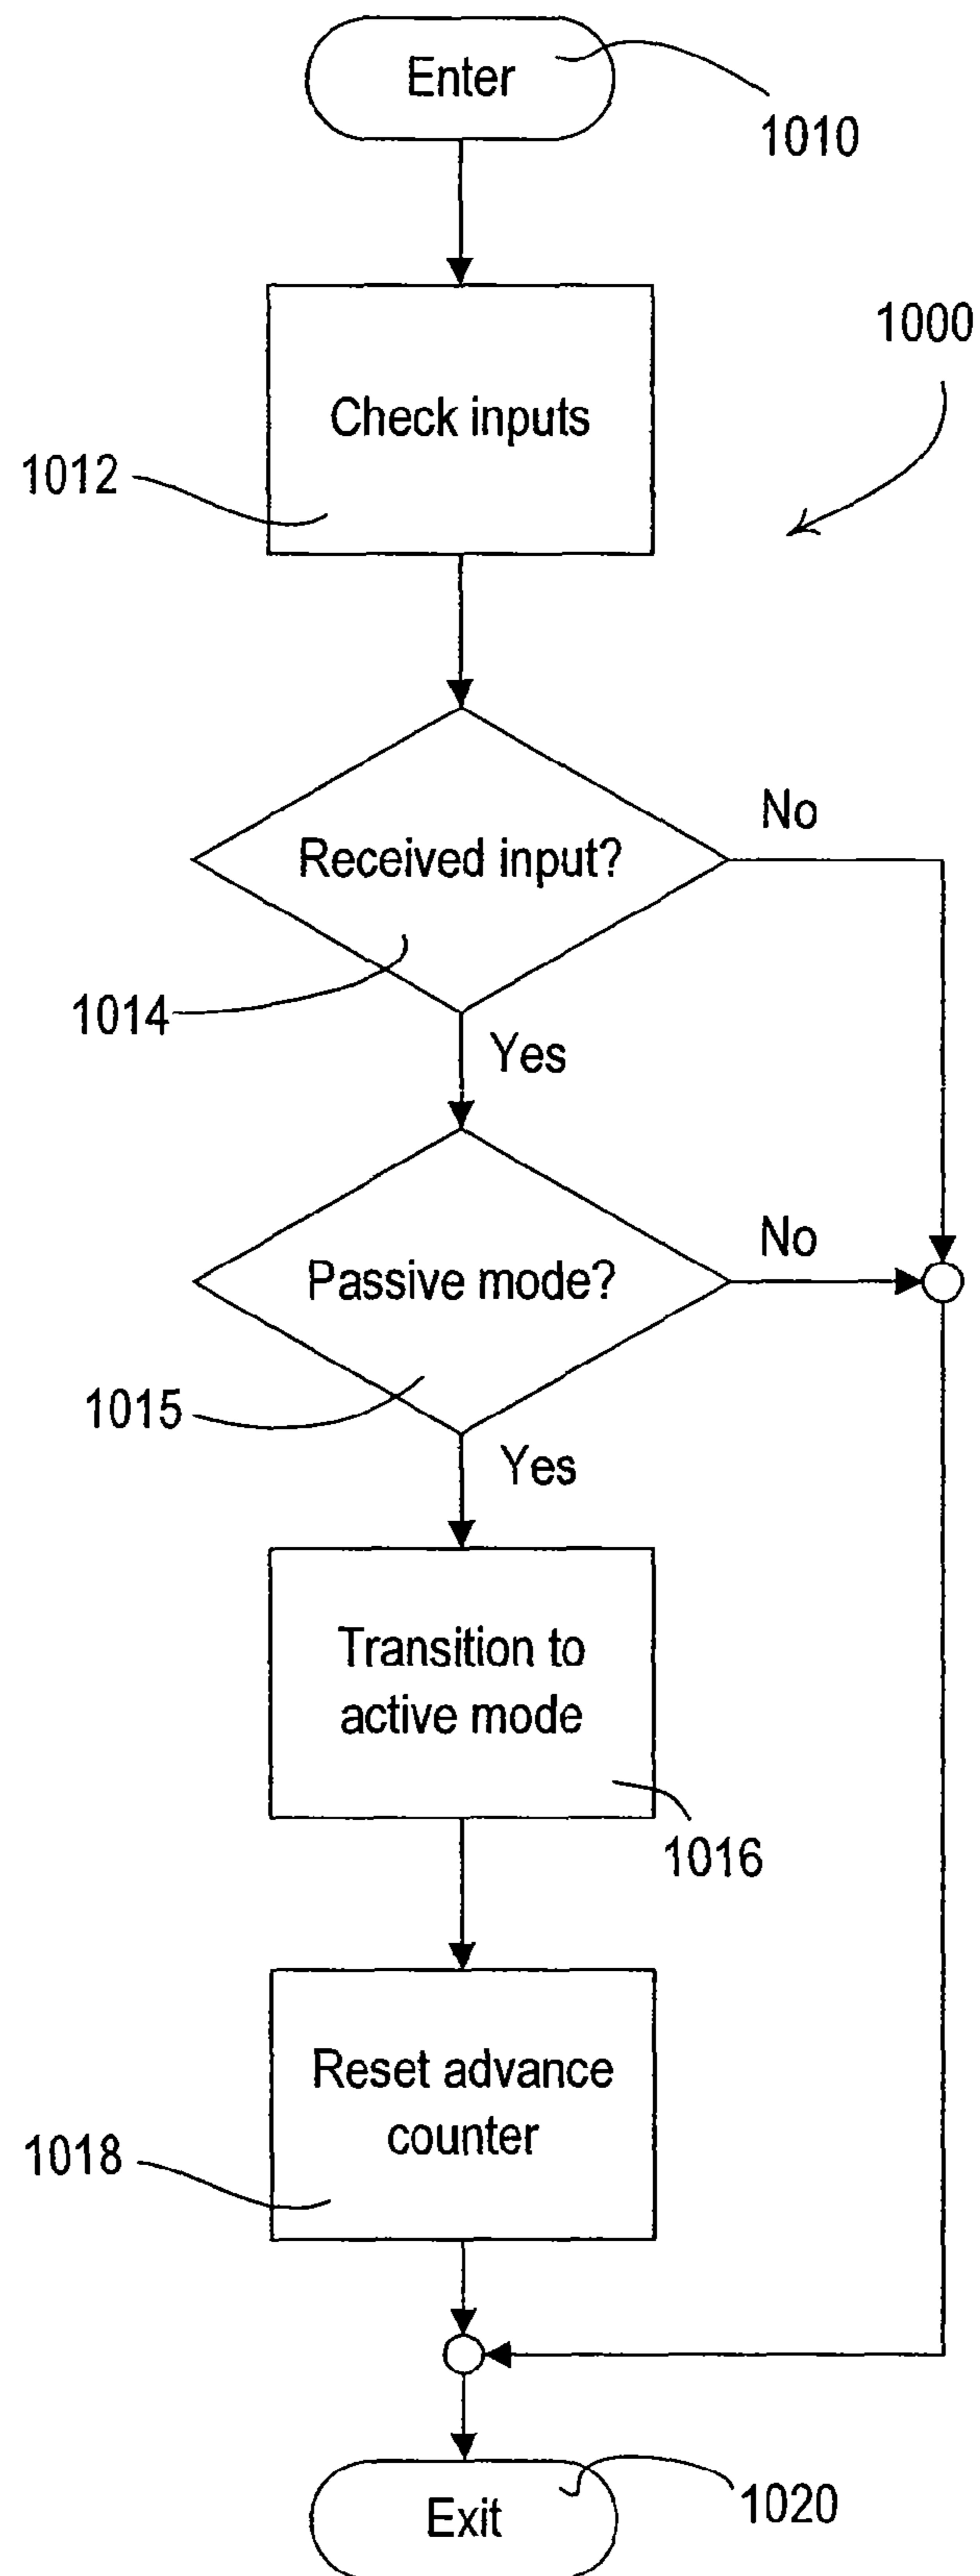 Enter
1010
1000
Check inputs
1012
No
Received input?
1014
Yes
No
Passive mode?
1015
Yes
Transition to
active mode
1016
Reset advance
counter
1018
1020
Exit